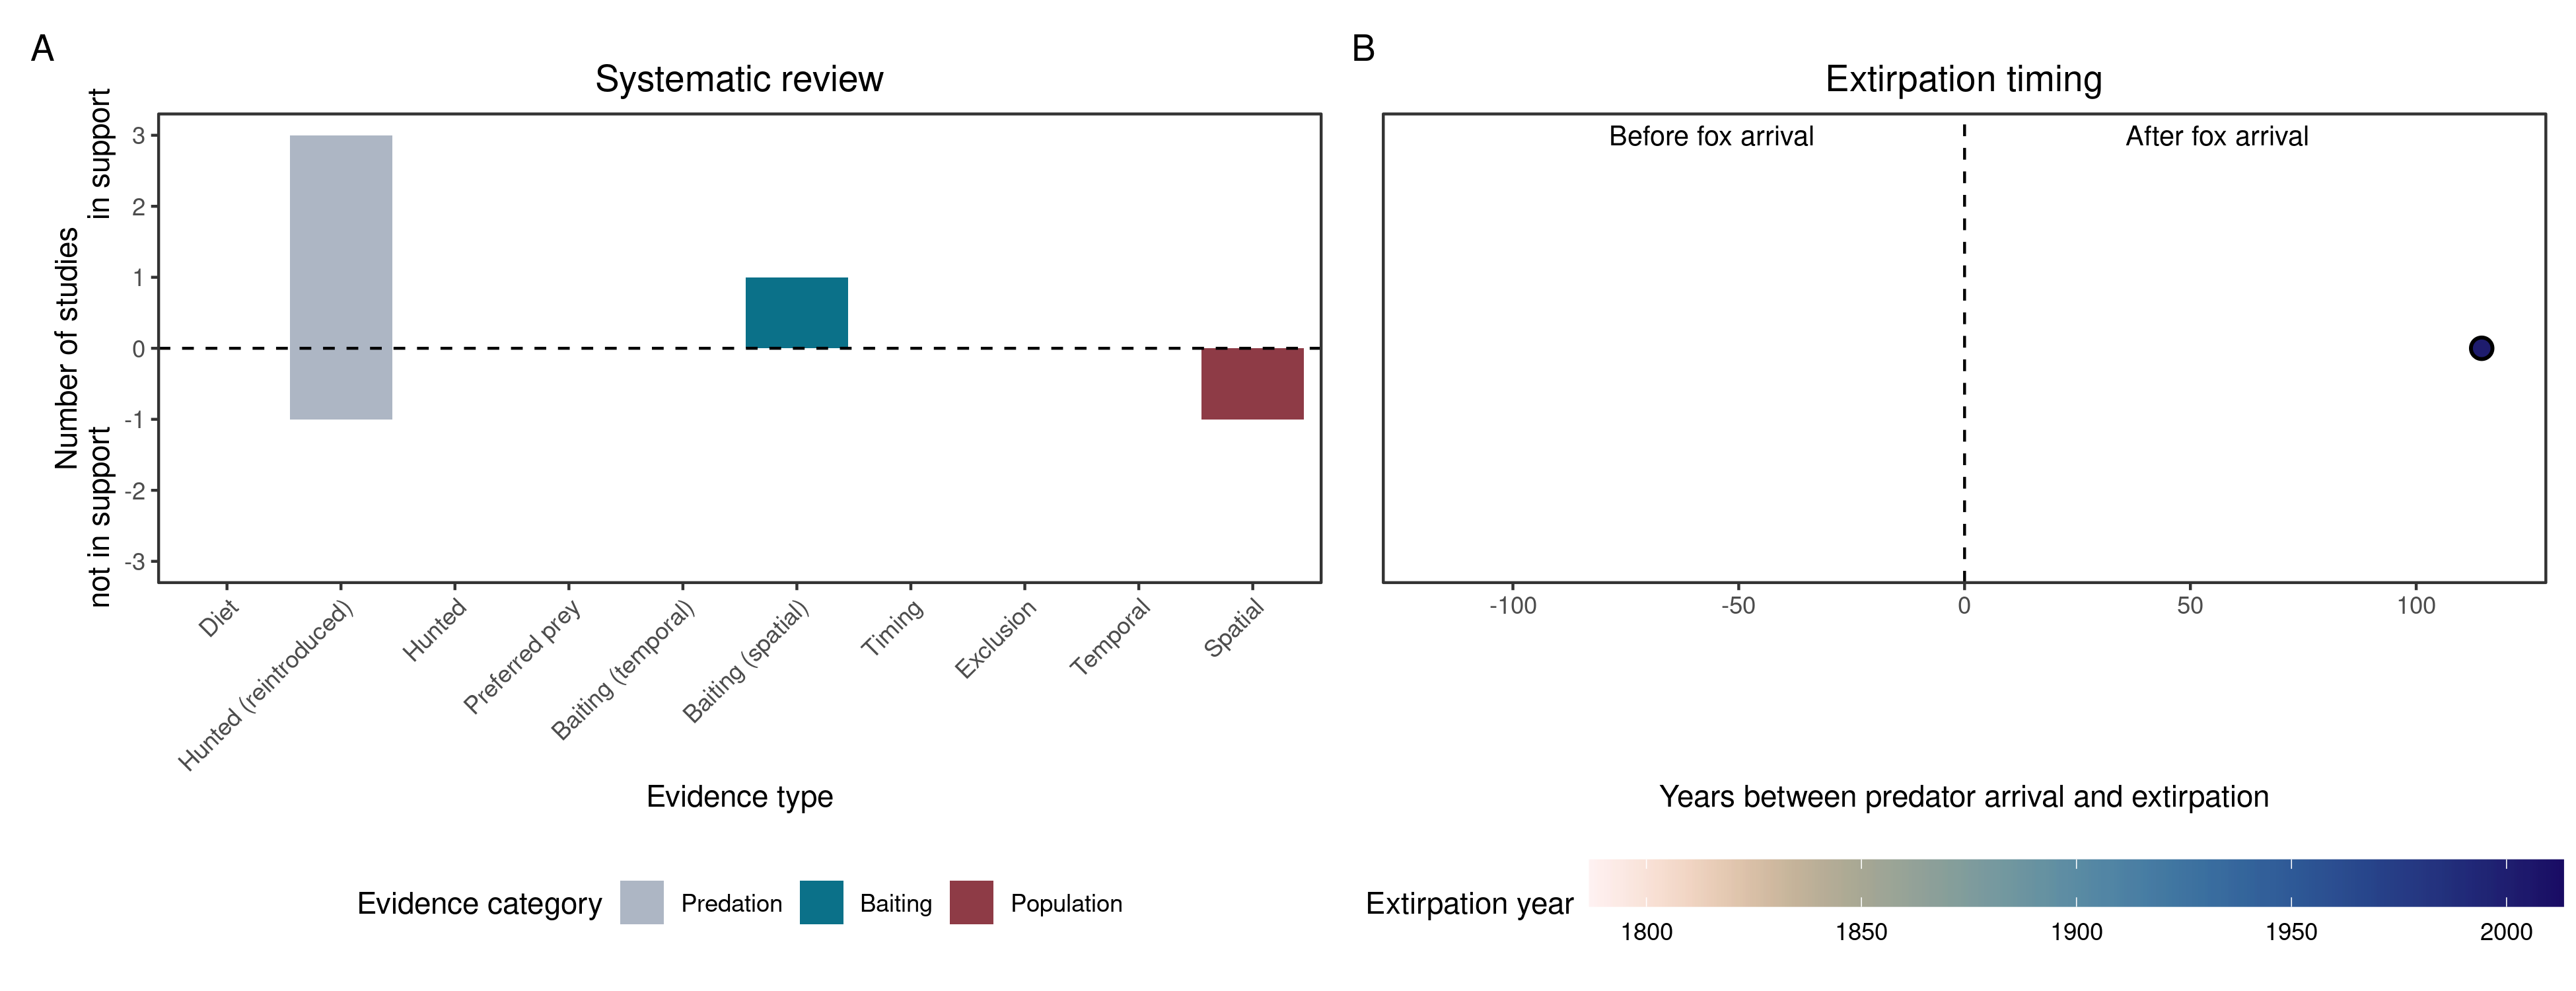 A
Systematic review
Number of studies
not in support
in support
3
2
1
0
-1
-2
-3
Diet
Hunted (reintroduced)
Hunted
Preferred prey
Baiting (temporal)
Baiting (spatial)
Timing
Exclusion
Temporal
Spatial
Evidence type
Evidence category
Predation
Baiting
Population
B
Extirpation timing
Before fox arrival
After fox arrival
-100
-50
0
50
100
Years between predator arrival and extirpation
Extirpation year
1800
1850
1900
1950
2000